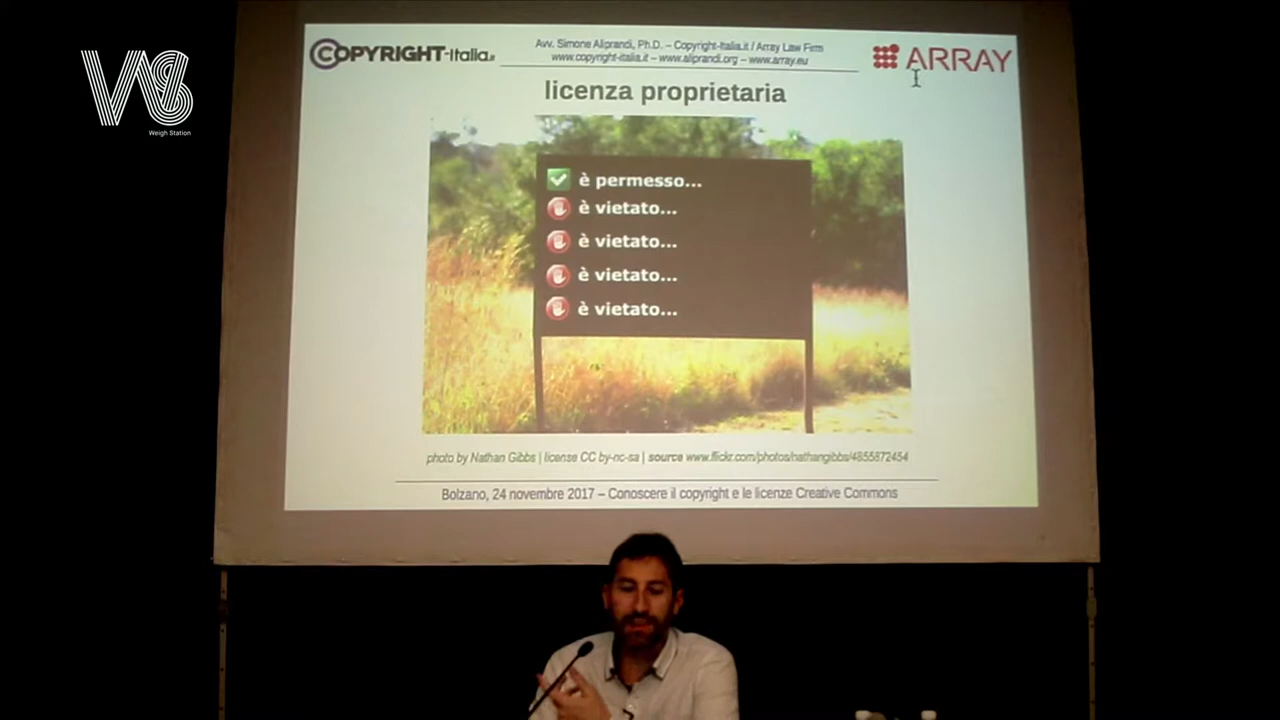 WS
Weigh Station
COPYRIGHT-Italia.it
Avv. Simone Aliprandi, Ph.D. – Copyright-Italia.it / Array Law Firm
www.copyright-italia.it – www.aliprandi.org – www.array.eu
ARRAY
licenza proprietaria
è permesso...
è vietato...
è vietato...
è vietato...
è vietato...
photo by Nathan Gibbs | license CC by-nc-sa | source www.flickr.com/photos/nathangibbs/4855872454
Bolzano, 24 novembre 2017 – Conoscere il copyright e le licenze Creative Commons